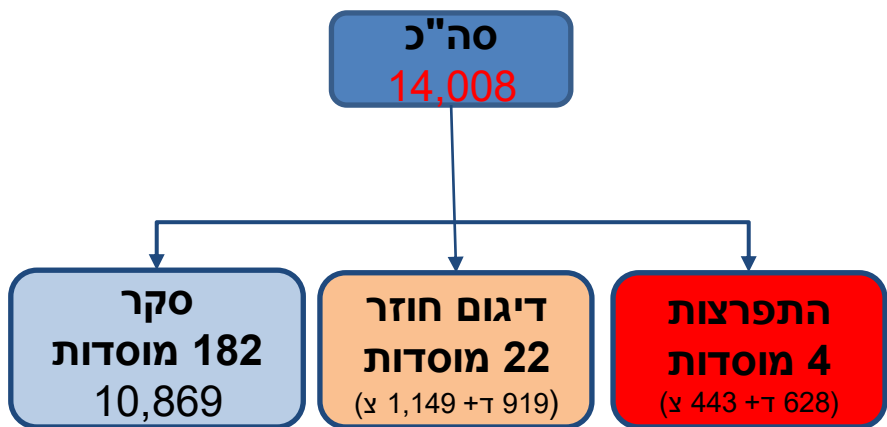 סה"כ
14,008
התפרצות
4 מוסדות
(628 ד+ 443 צ)
דיגום חוזר
22 מוסדות
(919 ד+ 1,149 צ)
סקר
182 מוסדות
10,869